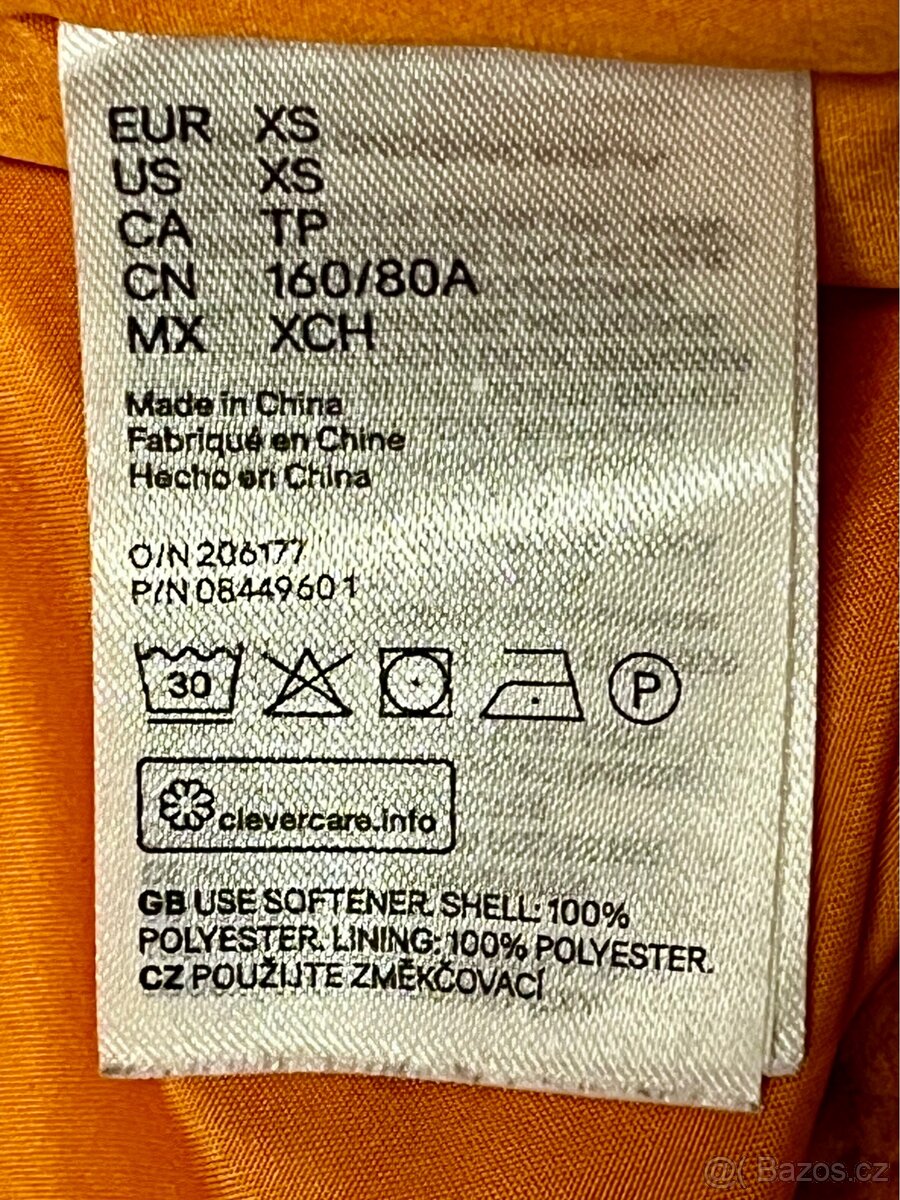 EUR XS
US XS
CA TP
CN 160/80A
MX XCH
Made in China
Fabriqué en Chine
Hecho en China
O/N 206177
P/N 0844960 1
30
P
clevercare.info
GB USE SOFTENER. SHELL: 100%
POLYESTER. LINING: 100% POLYESTER.
CZ POUŽIJTE ZMĚKČOVACÍ
@( Bazos.cz